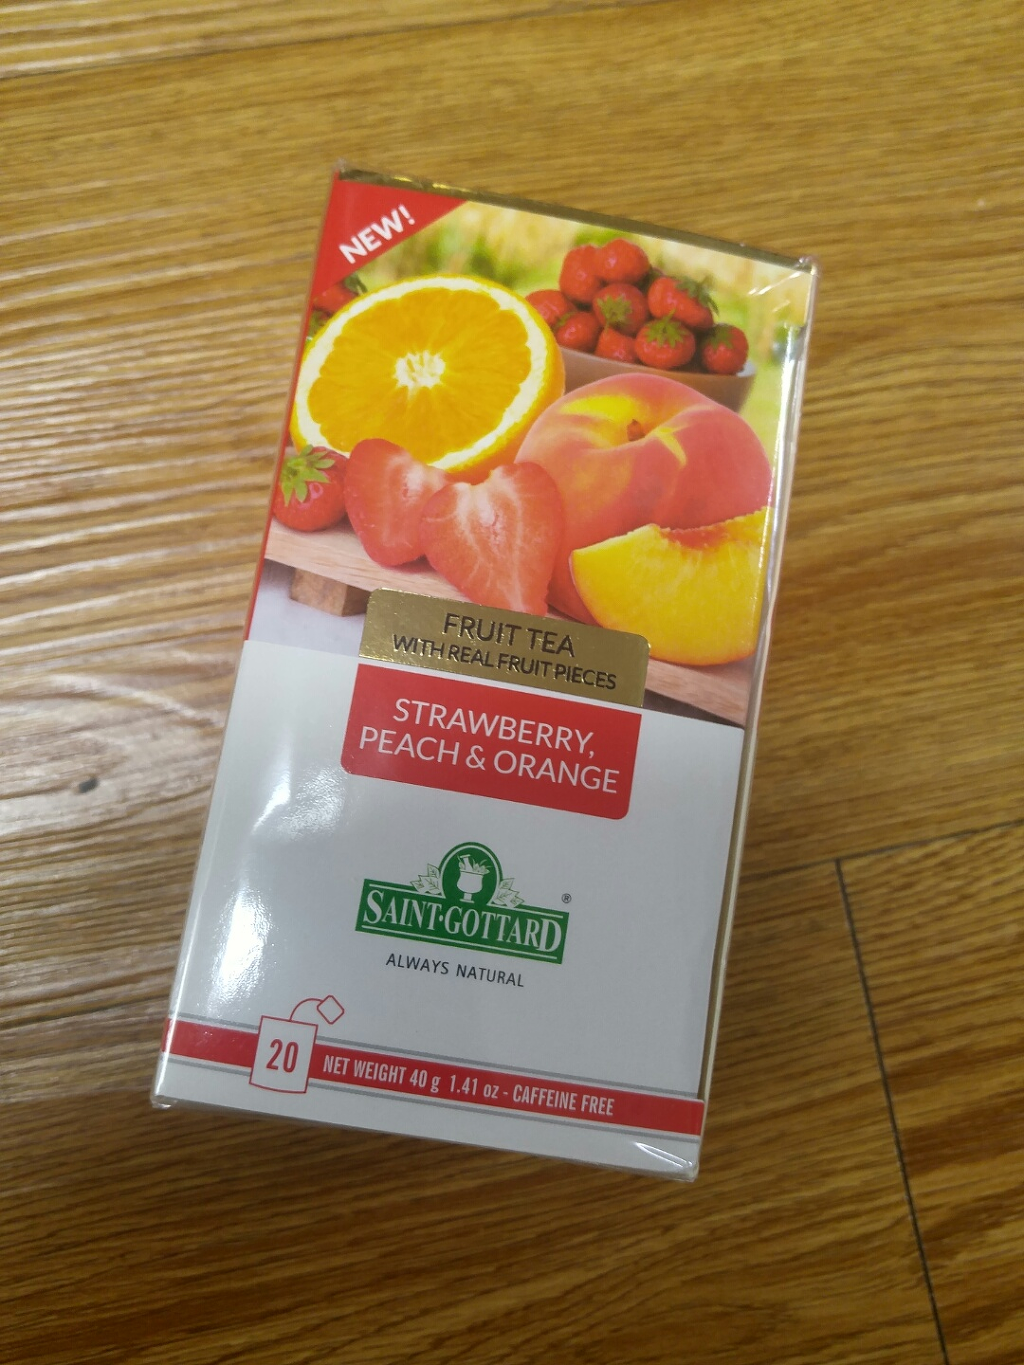 NEW!
FRUIT TEA
WITH REAL FRUIT PIECES
STRAWBERRY,
PEACH & ORANGE
SAINT·GOTTARD ®
ALWAYS NATURAL
20
NET WEIGHT 40 g 1.41 oz - CAFFEINE FREE